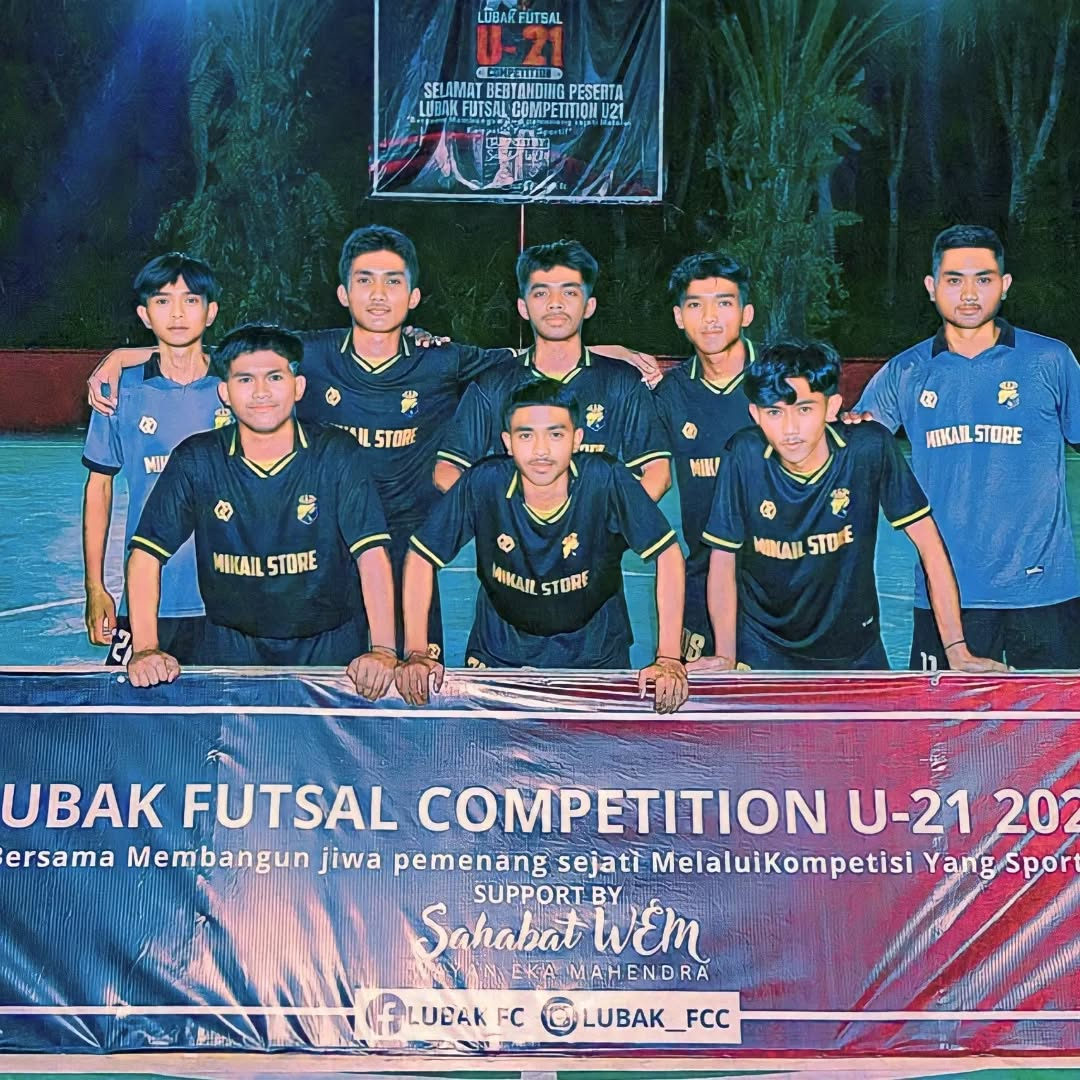 LUBAK FUTSAL
U-21
COMPETITION
SELAMAT BERTANDING PESERTA
LUBAK FUTSAL COMPETITION U21
MIKAIL STORE
MIKAIL STORE
MIKAIL STORE
MIKAIL STORE
11
UBAK FUTSAL COMPETITION U-21 202
Bersama Membangun jiwa pemenang sejati MelaluiKompetisi Yang Sport
SUPPORT BY
Sahabat WEM
WAYAN EKA MAHENDRA
LUBAK FC LUBAK_FCC